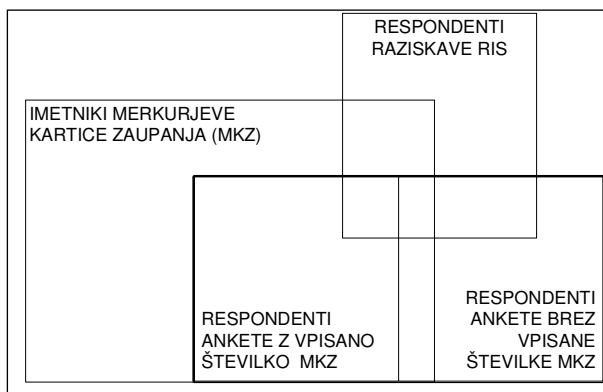 RESPONDENTI
RAZISKAVE RIS
IMETNIKI MERKURJEVE
KARTICE ZAUPANJA (MKZ)
RESPONDENTI
ANKETE Z VPISANO
ŠTEVILKO MKZ
RESPONDENTI
ANKETE BREZ
VPISANE
ŠTEVILKE MKZ